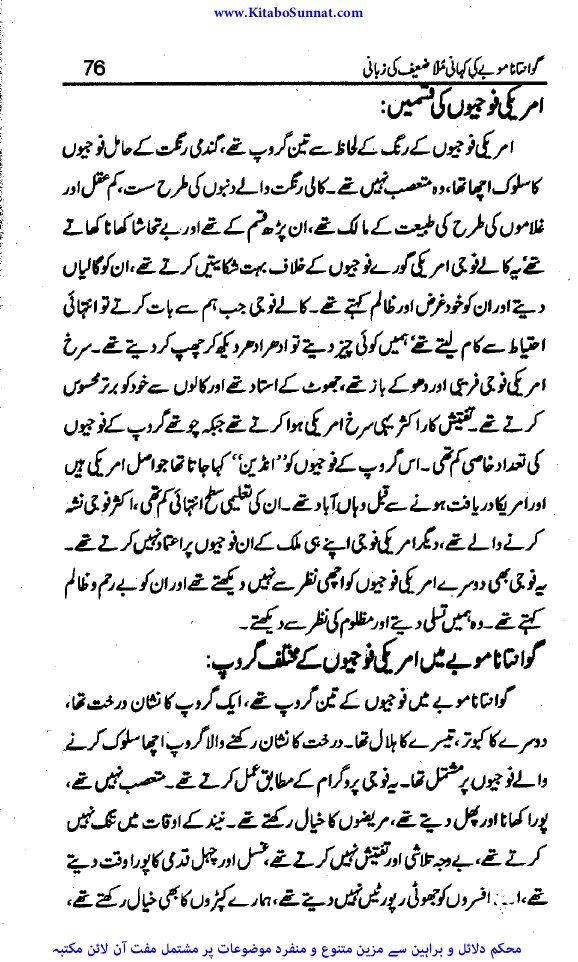 www.KitaboSunnat.com
گوانتاناموبے کی کہانی مُلا ضعیف کی زبانی 76
امریکی فوجیوں کی قسمیں:
امریکی فوجیوں کے رنگ کے لحاظ سے تین گروپ تھے، گندمی رنگت کے حامل فوجیوں
کا سلوک اچھا تھا، وہ متعصب نہیں تھے۔ کالی رنگت والے دنبوں کی طرح سست، کم عقل اور
غلاموں کی طرح کی طبیعت کے مالک تھے، ان پڑھ قسم کے تھے اور بے تحاشا کھانا کھاتے
تھے‘ یہ کالے فوجی امریکی گورے فوجیوں کے خلاف بہت شکایتیں کرتے تھے، ان کو گالیاں
دیتے اور ان کو خود غرض اور ظالم کہتے تھے۔ کالے فوجی جب ہم سے بات کرتے تو انتہائی
احتیاط سے کام لیتے تھے‘ ہمیں کوئی چیز دیتے تو ادھر ادھر دیکھ کر چھپ کر دیتے تھے۔ سرخ
امریکی فوجی فریبی اور دھوکے باز تھے، جھوٹ کے استاد تھے اور کالوں سے خود کو برتر محسوس
کرتے تھے۔ تفتیش کار اکثر یہی سرخ امریکی ہوا کرتے تھے جبکہ چوتھے گروپ کے فوجیوں
کی تعداد خاصی کم تھی۔ اس گروپ کے فوجیوں کو ’’انڈین‘‘ کہا جاتا تھا جو اصل امریکی ہیں
اور امریکا دریافت ہونے سے قبل وہاں آباد تھے۔ ان کی تعلیمی سطح انتہائی کم تھی، اکثر فوجی نشہ
کرنے والے تھے، دیگر امریکی فوجی اپنے ہی ملک کے ان فوجیوں پر اعتماد نہیں کرتے تھے۔
یہ فوجی بھی دوسرے امریکی فوجیوں کو اچھی نظر سے نہیں دیکھتے تھے اور ان کو بے رحم و ظالم
کہتے تھے۔ وہ ہمیں تسلی دیتے اور مظلوم کی نظر سے دیکھتے۔
گوانتاناموبے میں امریکی فوجیوں کے مختلف گروپ:
گوانتاناموبے میں فوجیوں کے تین گروپ تھے، ایک گروپ کا نشان درخت تھا،
دوسرے کا کبوتر، تیسرے کا ہلال تھا۔ درخت کا نشان رکھنے والا گروپ اچھا سلوک کرنے
والے فوجیوں پر مشتمل تھا۔ یہ فوجی پروگرام کے مطابق عمل کرتے تھے۔ متعصب نہیں تھے،
پورا کھانا اور پھل دیتے تھے، مریضوں کا خیال رکھتے تھے۔ نیند کے اوقات میں تنگ نہیں
کرتے تھے، بے وجہ تلاشی اور تفتیش نہیں کرتے تھے، غسل اور چہل قدمی کا پورا وقت دیتے
تھے، افسروں کو جھوٹی رپورٹیں نہیں دیتے تھے، ہمارے کپڑوں کا بھی خیال رکھتے تھے،
محکم دلائل و براہین سے مزین متنوع و منفرد موضوعات پر مشتمل مفت آن لائن مکتبہ